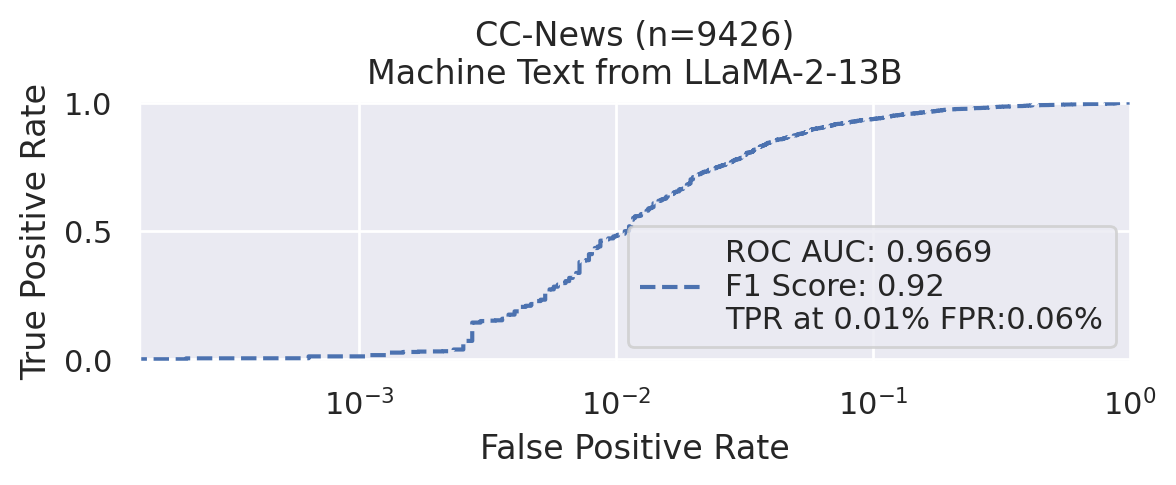 CC-News (n=9426)
Machine Text from LLaMA-2-13B
True Positive Rate
1.0
0.5
0.0
ROC AUC: 0.9669
F1 Score: 0.92
TPR at 0.01% FPR:0.06%
10⁻³ 10⁻² 10⁻¹ 10⁰
False Positive Rate